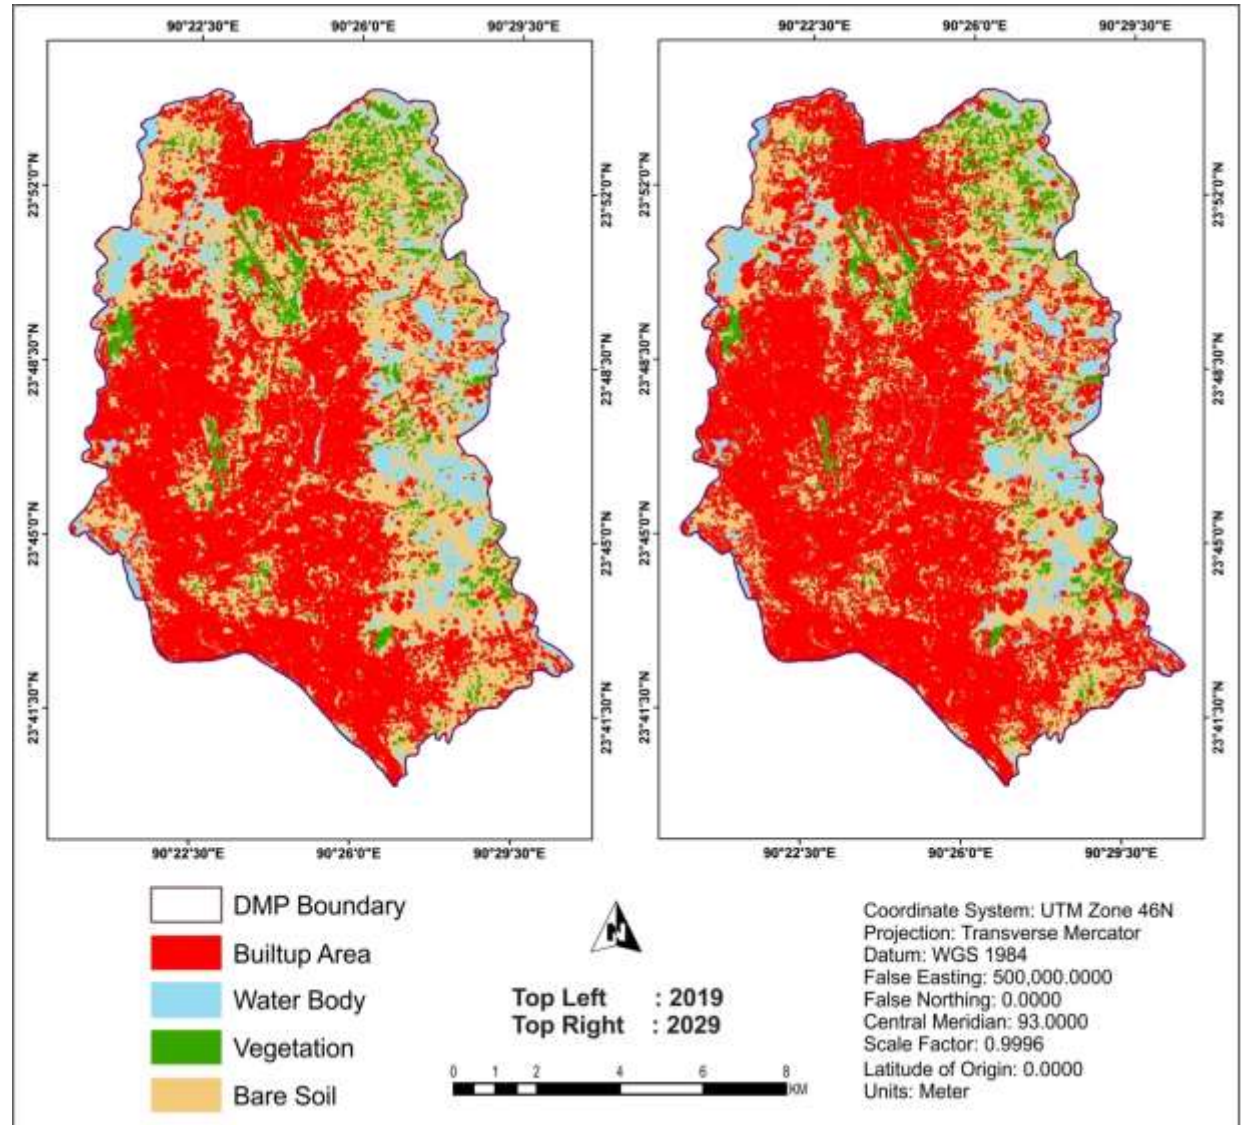 90°22'30"E 90°26'0"E 90°29'30"E 90°22'30"E 90°26'0"E 90°29'30"E
23°52'0"N 23°52'0"N 23°52'0"N 23°52'0"N
23°48'30"N 23°48'30"N 23°48'30"N 23°48'30"N
23°45'0"N 23°45'0"N 23°45'0"N 23°45'0"N
23°41'30"N 23°41'30"N 23°41'30"N 23°41'30"N
90°22'30"E 90°26'0"E 90°29'30"E 90°22'30"E 90°26'0"E 90°29'30"E
DMP Boundary
Builtup Area
Water Body
Vegetation
Bare Soil
N
Top Left : 2019
Top Right : 2029
0 1 2 4 6 8
KM
Coordinate System: UTM Zone 46N
Projection: Transverse Mercator
Datum: WGS 1984
False Easting: 500,000.0000
False Northing: 0.0000
Central Meridian: 93.0000
Scale Factor: 0.9996
Latitude of Origin: 0.0000
Units: Meter